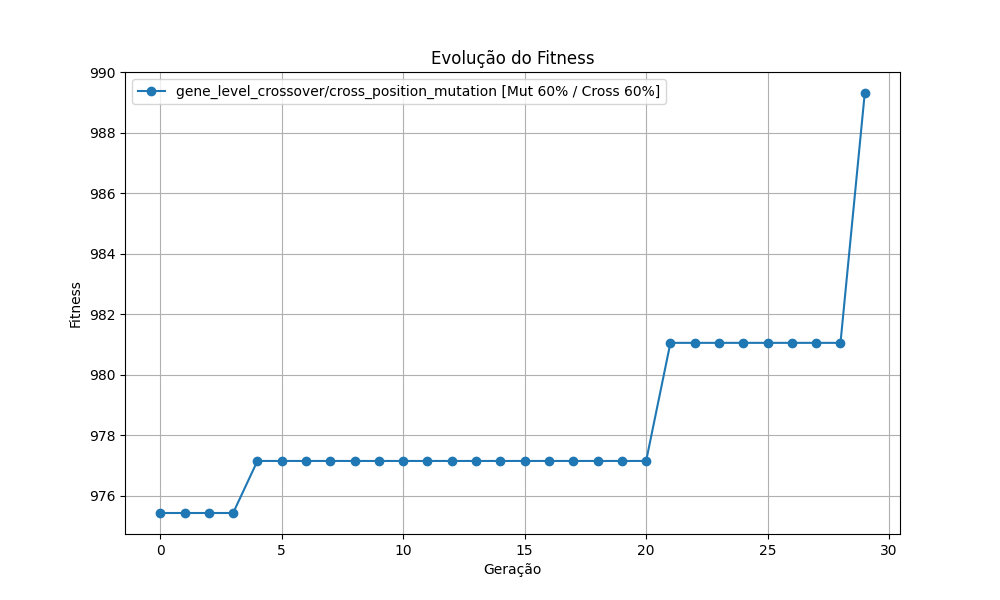 Evolução do Fitness
gene_level_crossover/cross_position_mutation [Mut 60% / Cross 60%]
Fitness
990
988
986
984
982
980
978
976
0 5 10 15 20 25 30
Geração